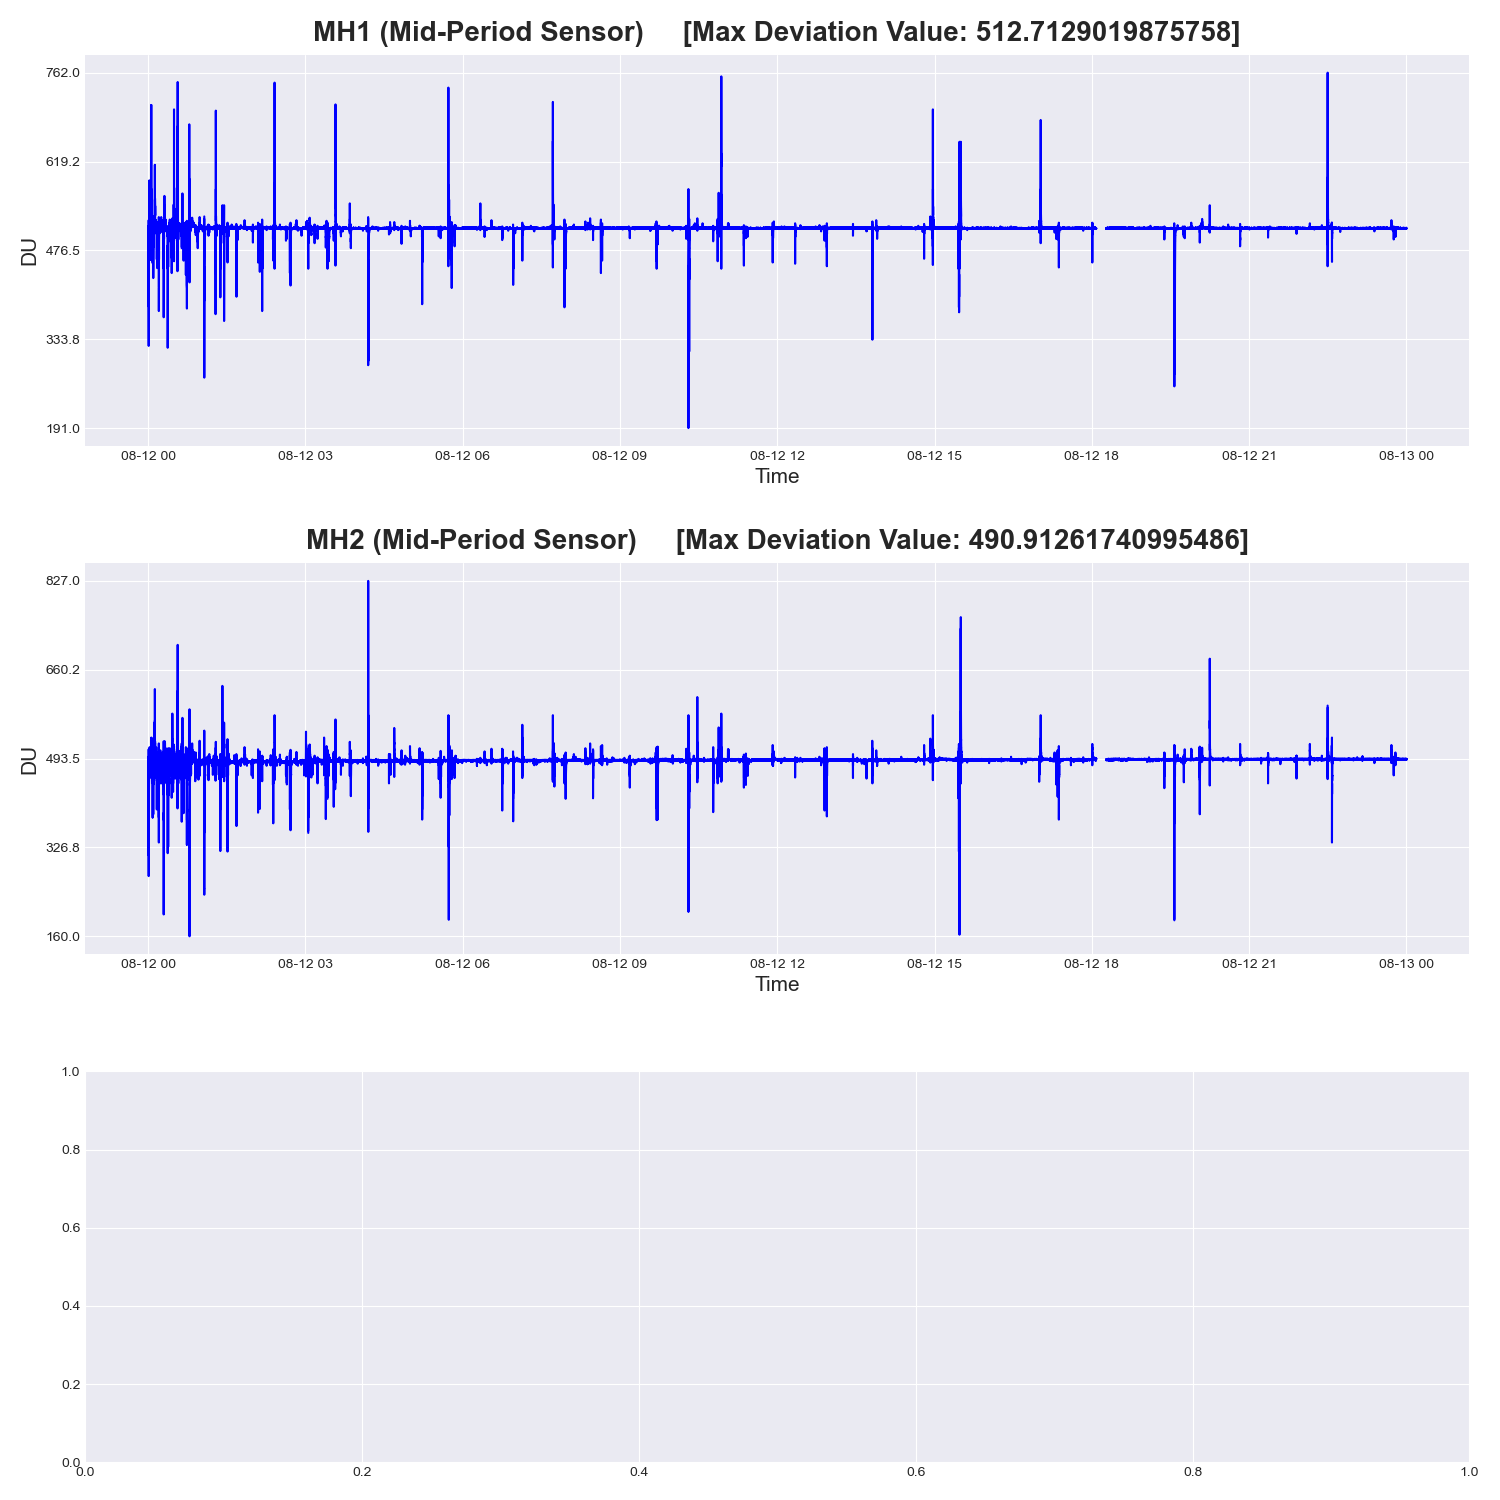 MH1 (Mid-Period Sensor) [Max Deviation Value: 512.7129019875758]
762.0
619.2
476.5
333.8
191.0
DU
08-12 00 08-12 03 08-12 06 08-12 09 08-12 12 08-12 15 08-12 18 08-12 21 08-13 00
Time
MH2 (Mid-Period Sensor) [Max Deviation Value: 490.91261740995486]
827.0
660.2
493.5
326.8
160.0
DU
08-12 00 08-12 03 08-12 06 08-12 09 08-12 12 08-12 15 08-12 18 08-12 21 08-13 00
Time
1.0
0.8
0.6
0.4
0.2
0.0
0.0 0.2 0.4 0.6 0.8 1.0